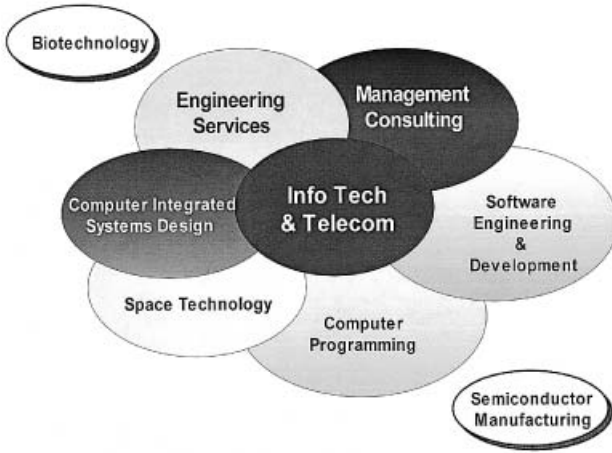 Biotechnology
Engineering
Services
Management
Consulting
Computer Integrated
Systems Design
Info Tech
& Telecom
Software
Engineering
&
Development
Space Technology
Computer
Programming
Semiconductor
Manufacturing